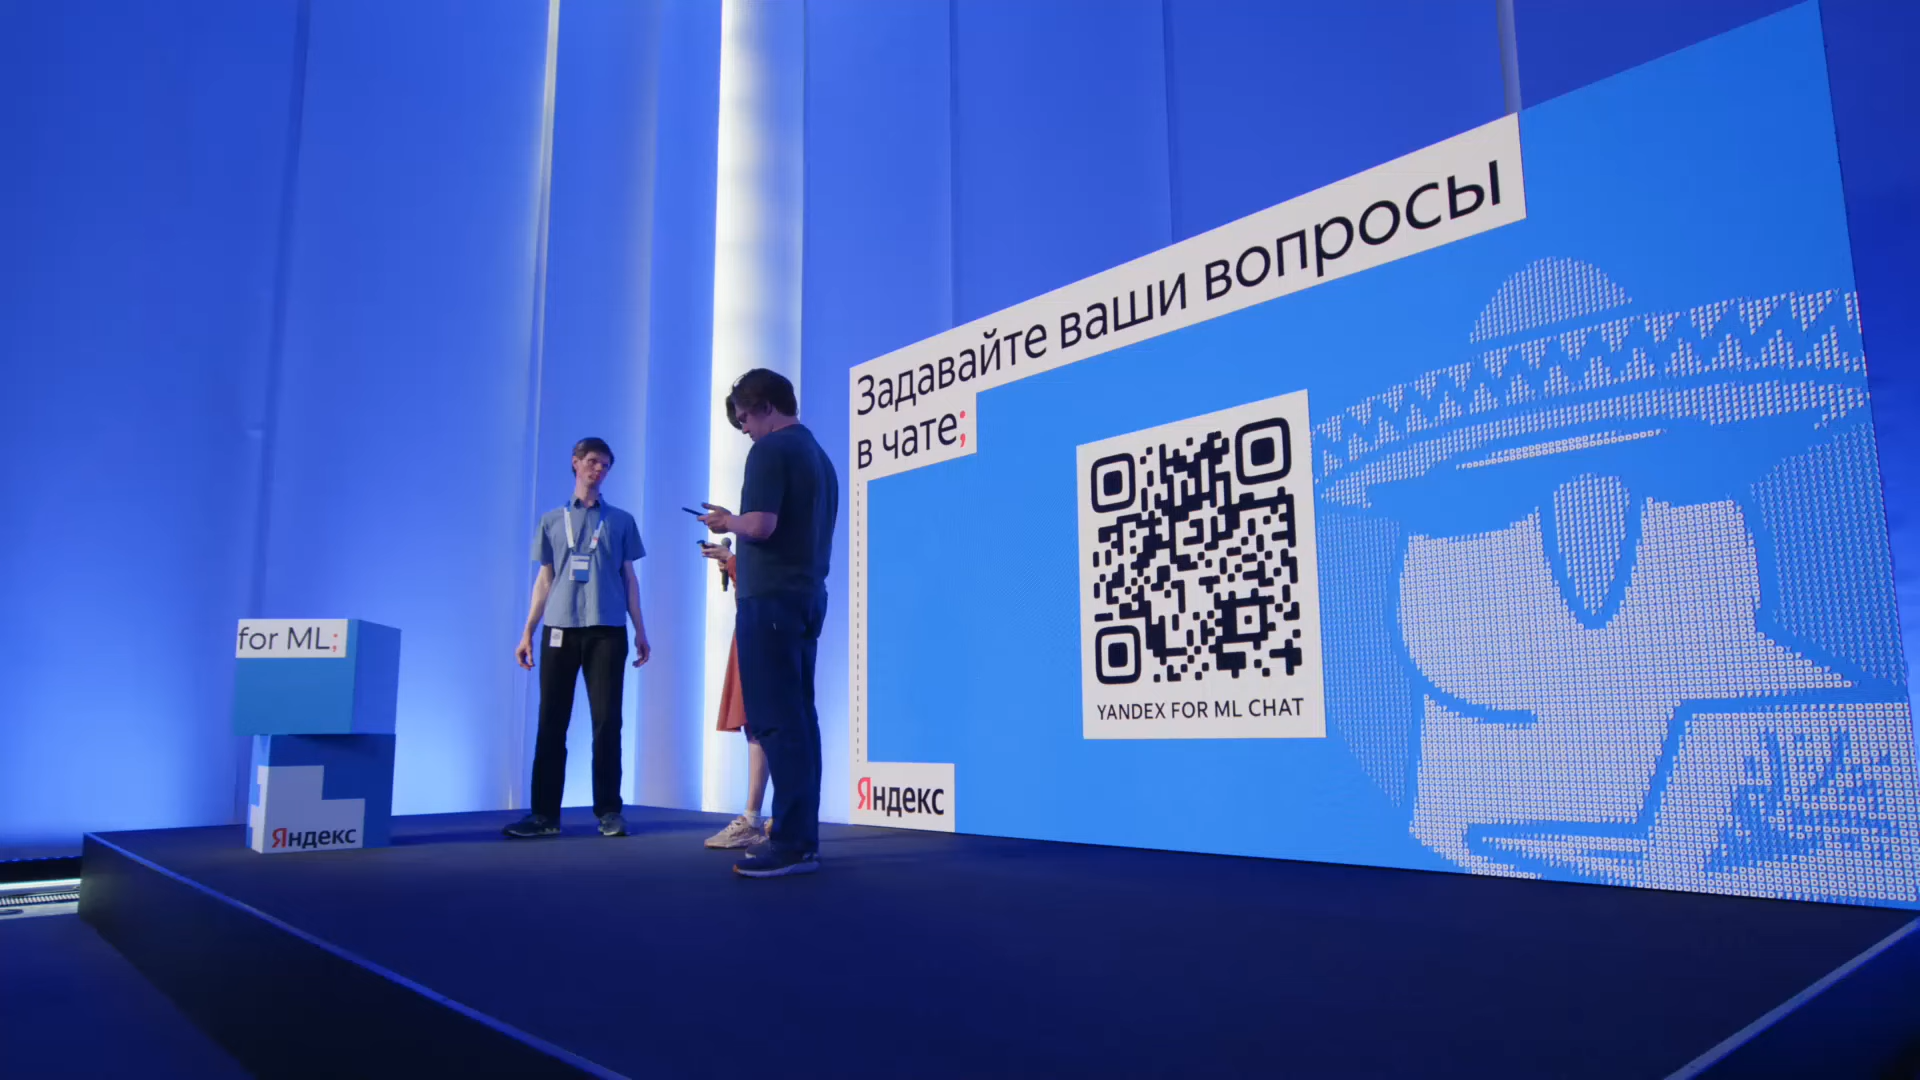 Задавайте ваши вопросы
в чате;
YANDEX FOR ML CHAT
Яндекс
for ML;
Яндекс